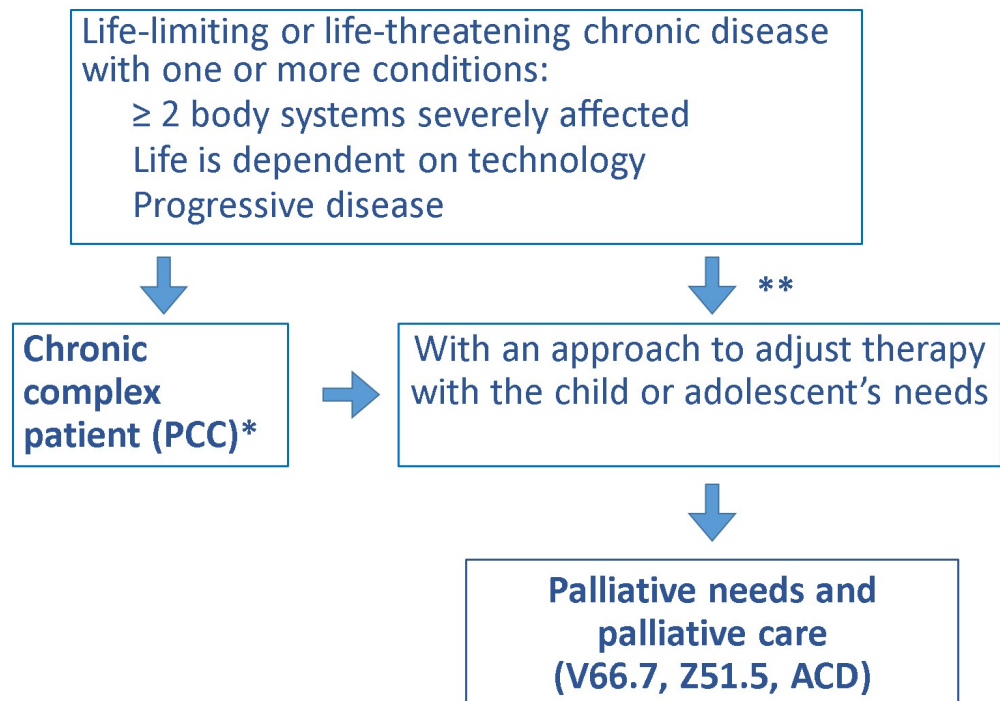 Life-limiting or life-threatening chronic disease
with one or more conditions:
≥ 2 body systems severely affected
Life is dependent on technology
Progressive disease
**
Chronic
complex
patient (PCC)*
With an approach to adjust therapy
with the child or adolescent's needs
Palliative needs and
palliative care
(V66.7, Z51.5, ACD)